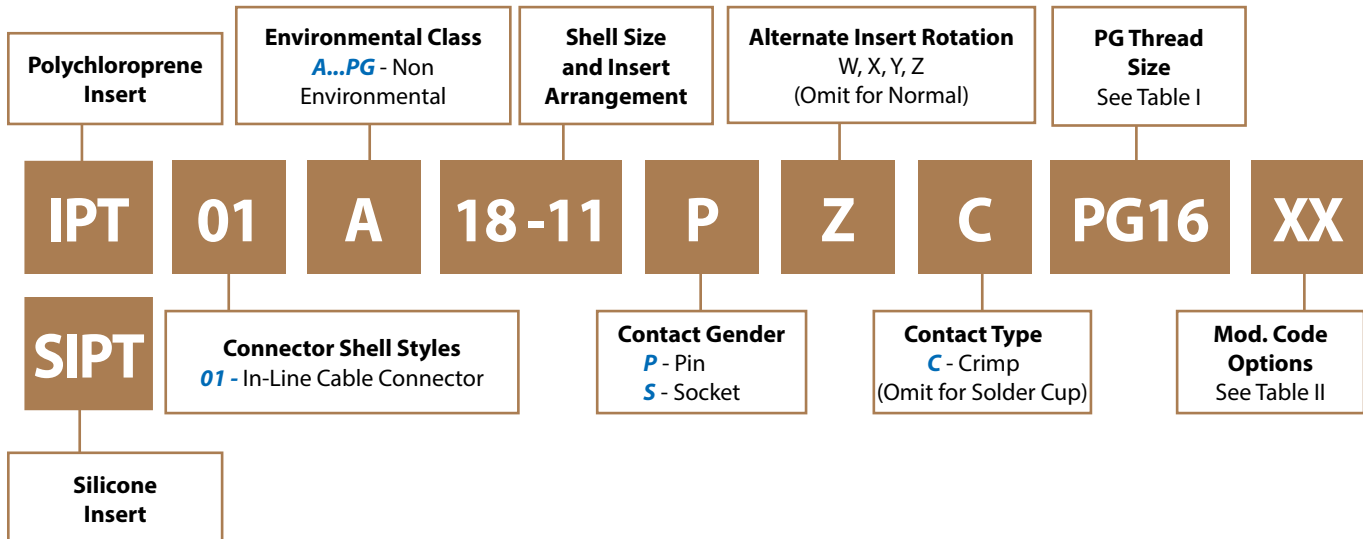 Polychloroprene
Insert
Environmental Class
A...PG - Non
Environmental
Shell Size
and Insert
Arrangement
Alternate Insert Rotation
W, X, Y, Z
(Omit for Normal)
PG Thread
Size
See Table I
IPT 01 A 18-11 P Z C PG16 XX
SIPT
Connector Shell Styles
01 - In-Line Cable Connector
Contact Gender
P - Pin
S - Socket
Contact Type
C - Crimp
(Omit for Solder Cup)
Mod. Code
Options
See Table II
Silicone
Insert